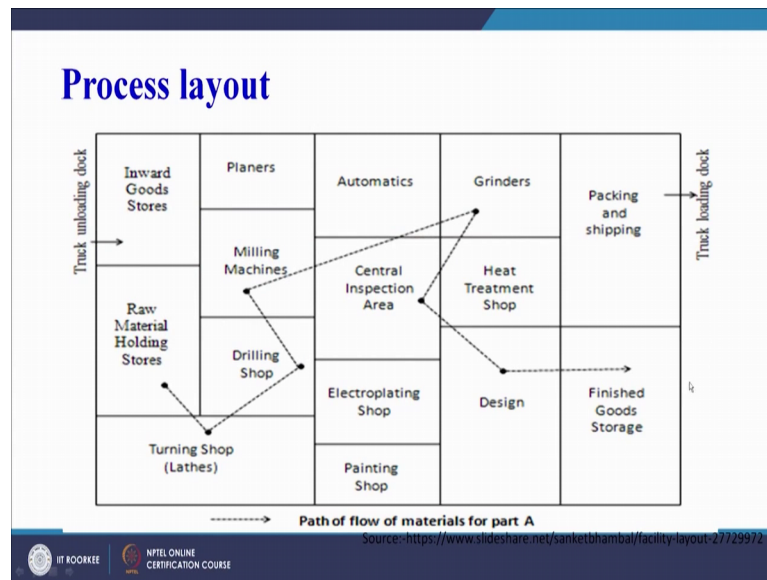 Process layout
Truck unloading dock
Inward
Goods
Stores
Planers
Automatics
Grinders
Packing
and
shipping
Truck loading dock
Milling
Machines
Central
Inspection
Area
Heat
Treatment
Shop
Raw
Material
Holding
Stores
Drilling
Shop
Electroplating
Shop
Design
Finished
Goods
Storage
Turning Shop
(Lathes)
Painting
Shop
Path of flow of materials for part A
Source:-https://www.slideshare.net/sanketbhambal/facility-layout-27729972
IIT ROORKEE
NPTEL ONLINE
CERTIFICATION COURSE